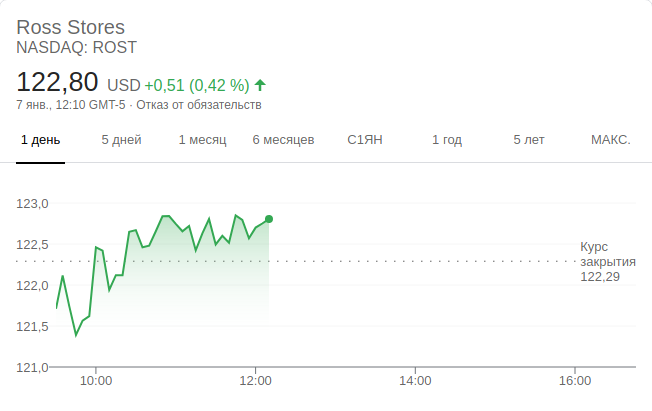 Ross Stores
NASDAQ: ROST
122,80 USD +0,51 (0,42 %)
7 янв., 12:10 GMT-5 · Отказ от обязательств
1 день 5 дней 1 месяц 6 месяцев С1ЯН 1 год 5 лет МАКС.
123,0
122,5
Курс
закрытия
122,29
122,0
121,5
121,0
10:00 12:00 14:00 16:00